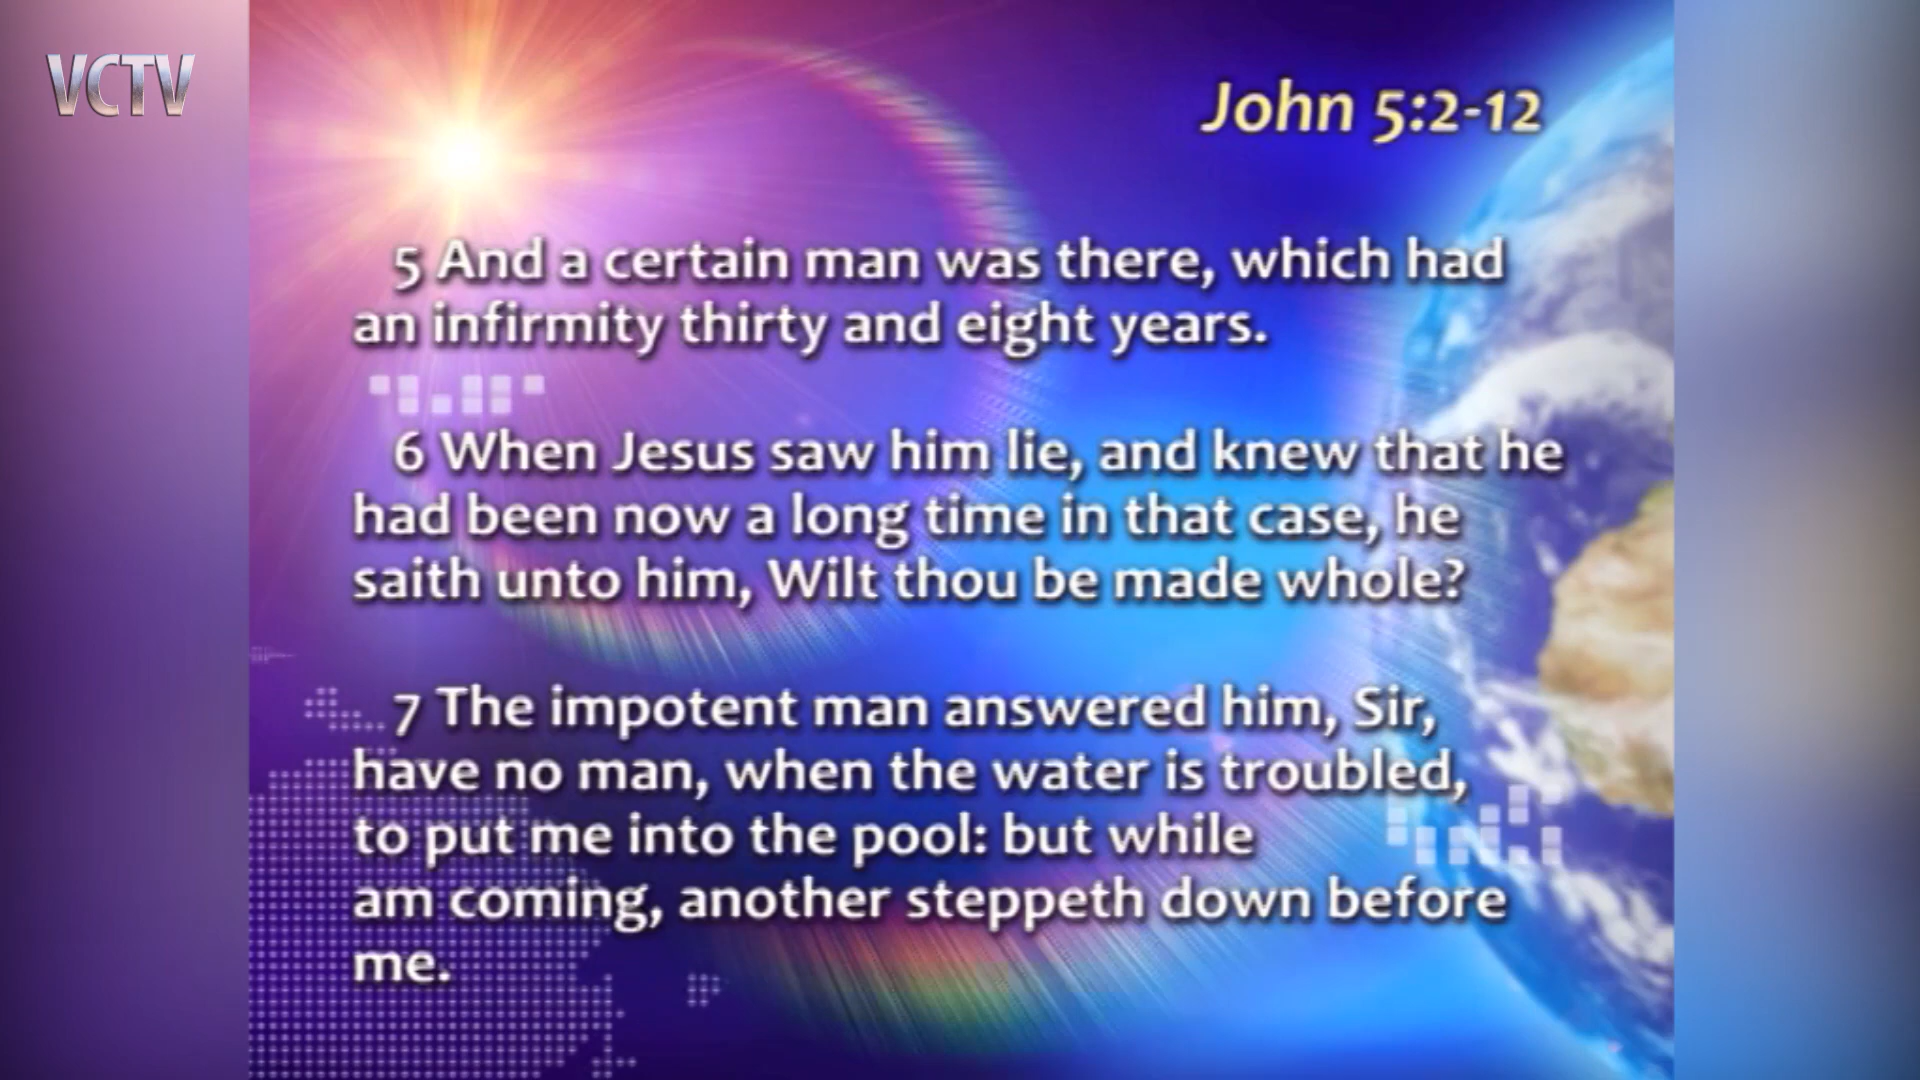 VCTV
John 5:2-12
5 And a certain man was there, which had
an infirmity thirty and eight years.
6 When Jesus saw him lie, and knew that he
had been now a long time in that case, he
saith unto him, Wilt thou be made whole?
7 The impotent man answered him, Sir,
have no man, when the water is troubled,
to put me into the pool: but while
am coming, another steppeth down before
me.